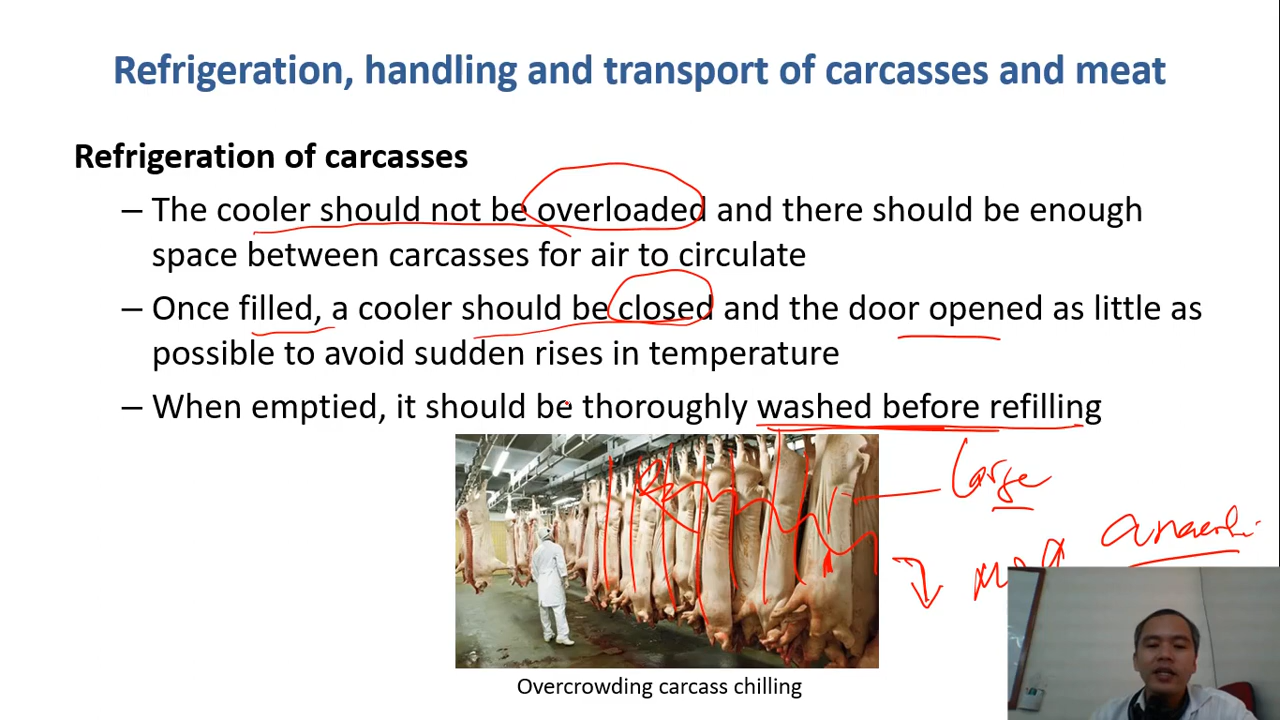 Refrigeration, handling and transport of carcasses and meat
Refrigeration of carcasses
– The cooler should not be overloaded and there should be enough
space between carcasses for air to circulate
– Once filled, a cooler should be closed and the door opened as little as
possible to avoid sudden rises in temperature
– When emptied, it should be thoroughly washed before refilling
Large
Overcrowding carcass chilling